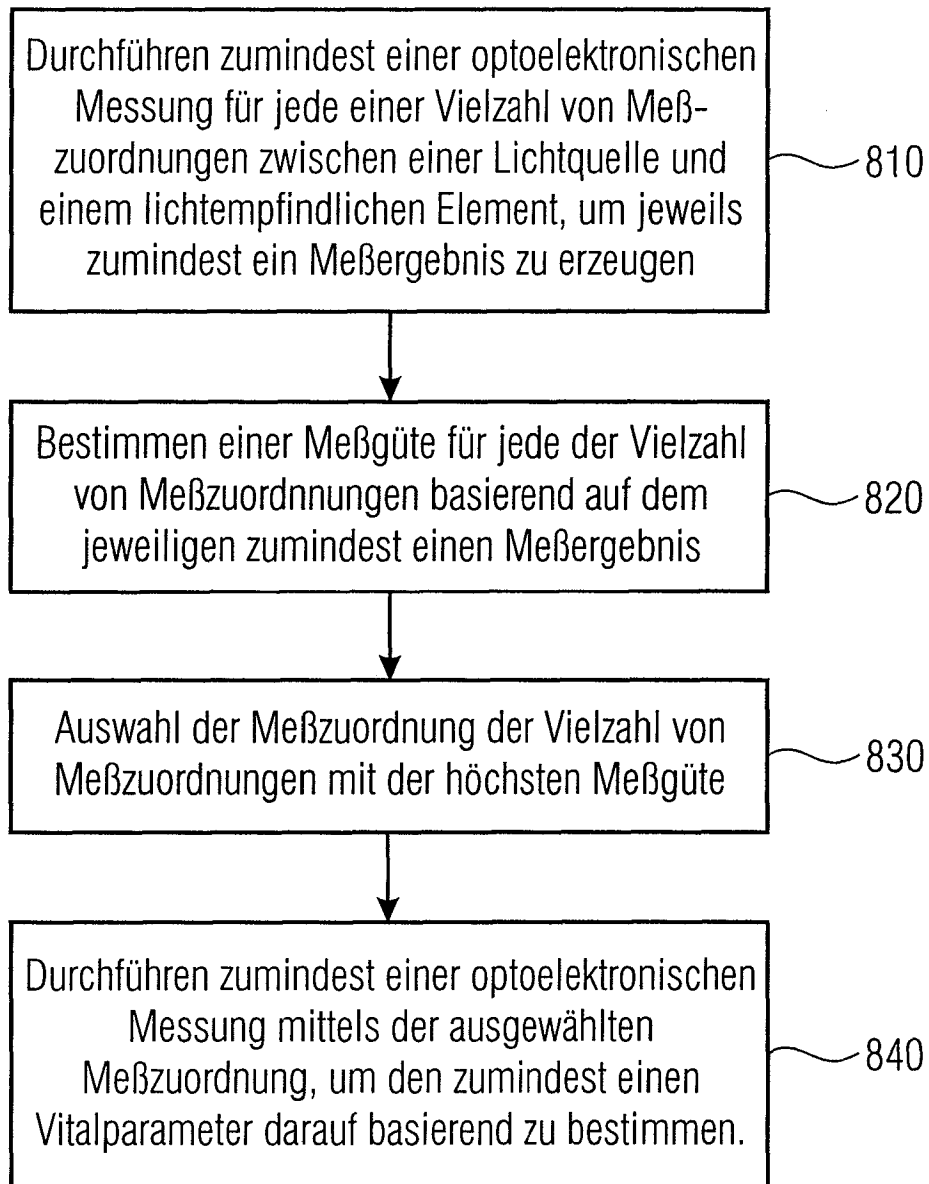 Durchführen zumindest einer optoelektronischen
Messung für jede einer Vielzahl von Meß-
zuordnungen zwischen einer Lichtquelle und
einem lichtempfindlichen Element, um jeweils
zumindest ein Meßergebnis zu erzeugen
810
Bestimmen einer Meßgüte für jede der Vielzahl
von Meßzuordnnungen basierend auf dem
jeweiligen zumindest einen Meßergebnis
820
Auswahl der Meßzuordnung der Vielzahl von
Meßzuordnungen mit der höchsten Meßgüte
830
Durchführen zumindest einer optoelektronischen
Messung mittels der ausgewählten
Meßzuordnung, um den zumindest einen
Vitalparameter darauf basierend zu bestimmen.
840